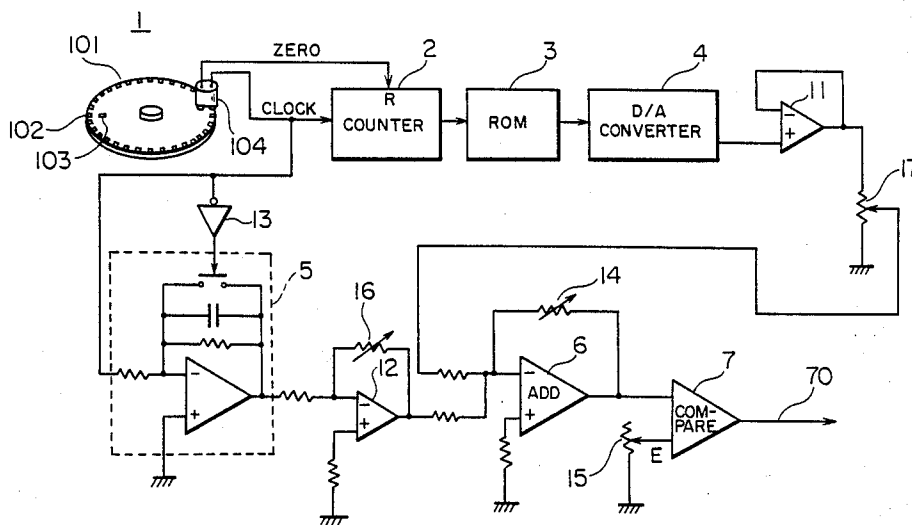 1
101
ZERO
2
3
4
11
102
CLOCK
R
COUNTER
ROM
D/A
CONVERTER
-
+
103
104
17
13
5
14
16
6
7
12
-
+
-
+
-
+
ADD
COM-
PARE
70
15
E